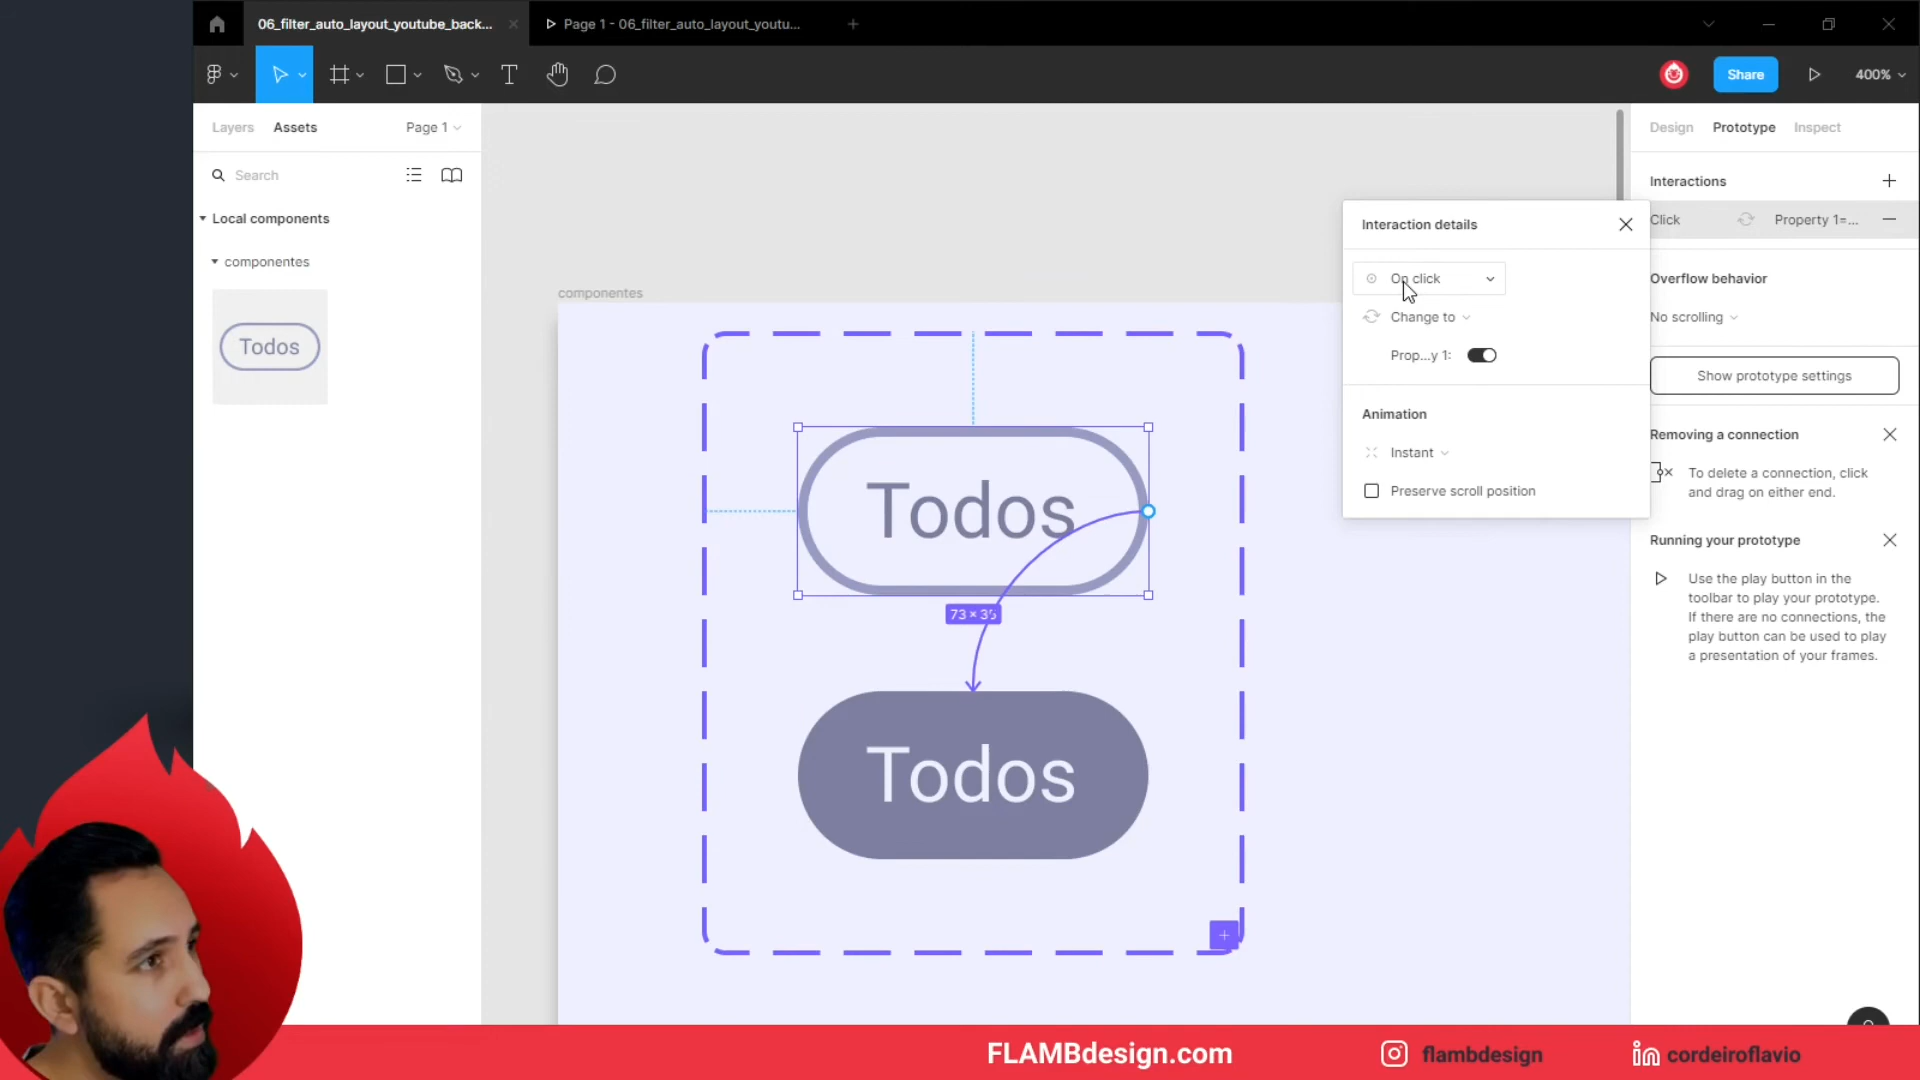 06_filter_auto_layout_youtube_back...
Page 1 - 06_filter_auto_layout_youtu...
Share
400%
Layers
Assets
Page 1
Design
Prototype
Inspect
Search
Interactions
Local components
Interaction details
Click
Property 1=...
componentes
On click
Overflow behavior
componentes
Change to
No scrolling
Todos
Prop...y 1:
Show prototype settings
Animation
Removing a connection
Instant
To delete a connection, click
and drag on either end.
Preserve scroll position
Todos
Running your prototype
Use the play button in the
toolbar to play your prototype.
If there are no connections, the
play button can be used to play
a presentation of your frames.
Todos
FLAMBdesign.com
flambdesign
cordeiroflavio